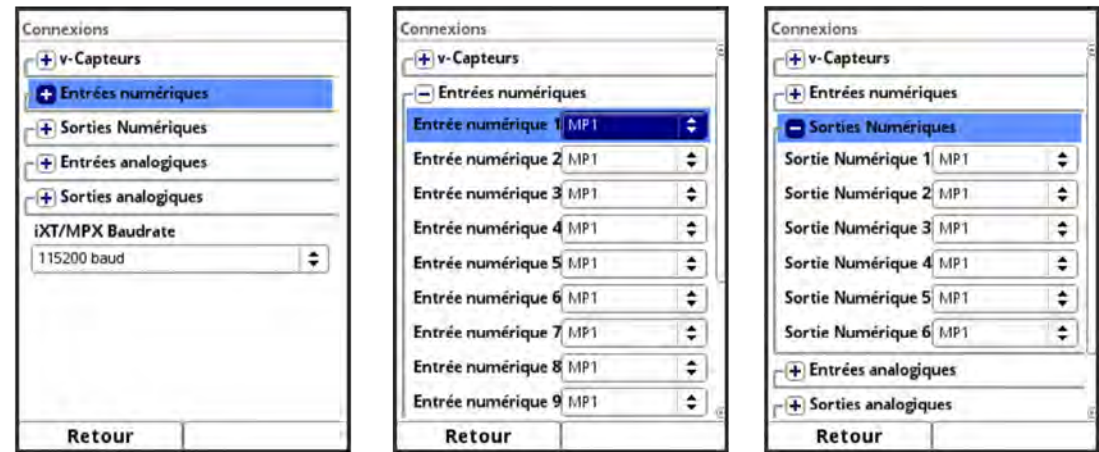 Connexions
v-Capteurs
Entrées numériques
Sorties Numériques
Entrées analogiques
Sorties analogiques
iXT/MPX Baudrate
115200 baud
Retour
Connexions
v-Capteurs
Entrées numériques
Entrée numérique 1 MP1
Entrée numérique 2 MP1
Entrée numérique 3 MP1
Entrée numérique 4 MP1
Entrée numérique 5 MP1
Entrée numérique 6 MP1
Entrée numérique 7 MP1
Entrée numérique 8 MP1
Entrée numérique 9 MP1
Retour
Connexions
v-Capteurs
Entrées numériques
Sorties Numériques
Sortie Numérique 1 MP1
Sortie Numérique 2 MP1
Sortie Numérique 3 MP1
Sortie Numérique 4 MP1
Sortie Numérique 5 MP1
Sortie Numérique 6 MP1
Entrées analogiques
Sorties analogiques
Retour